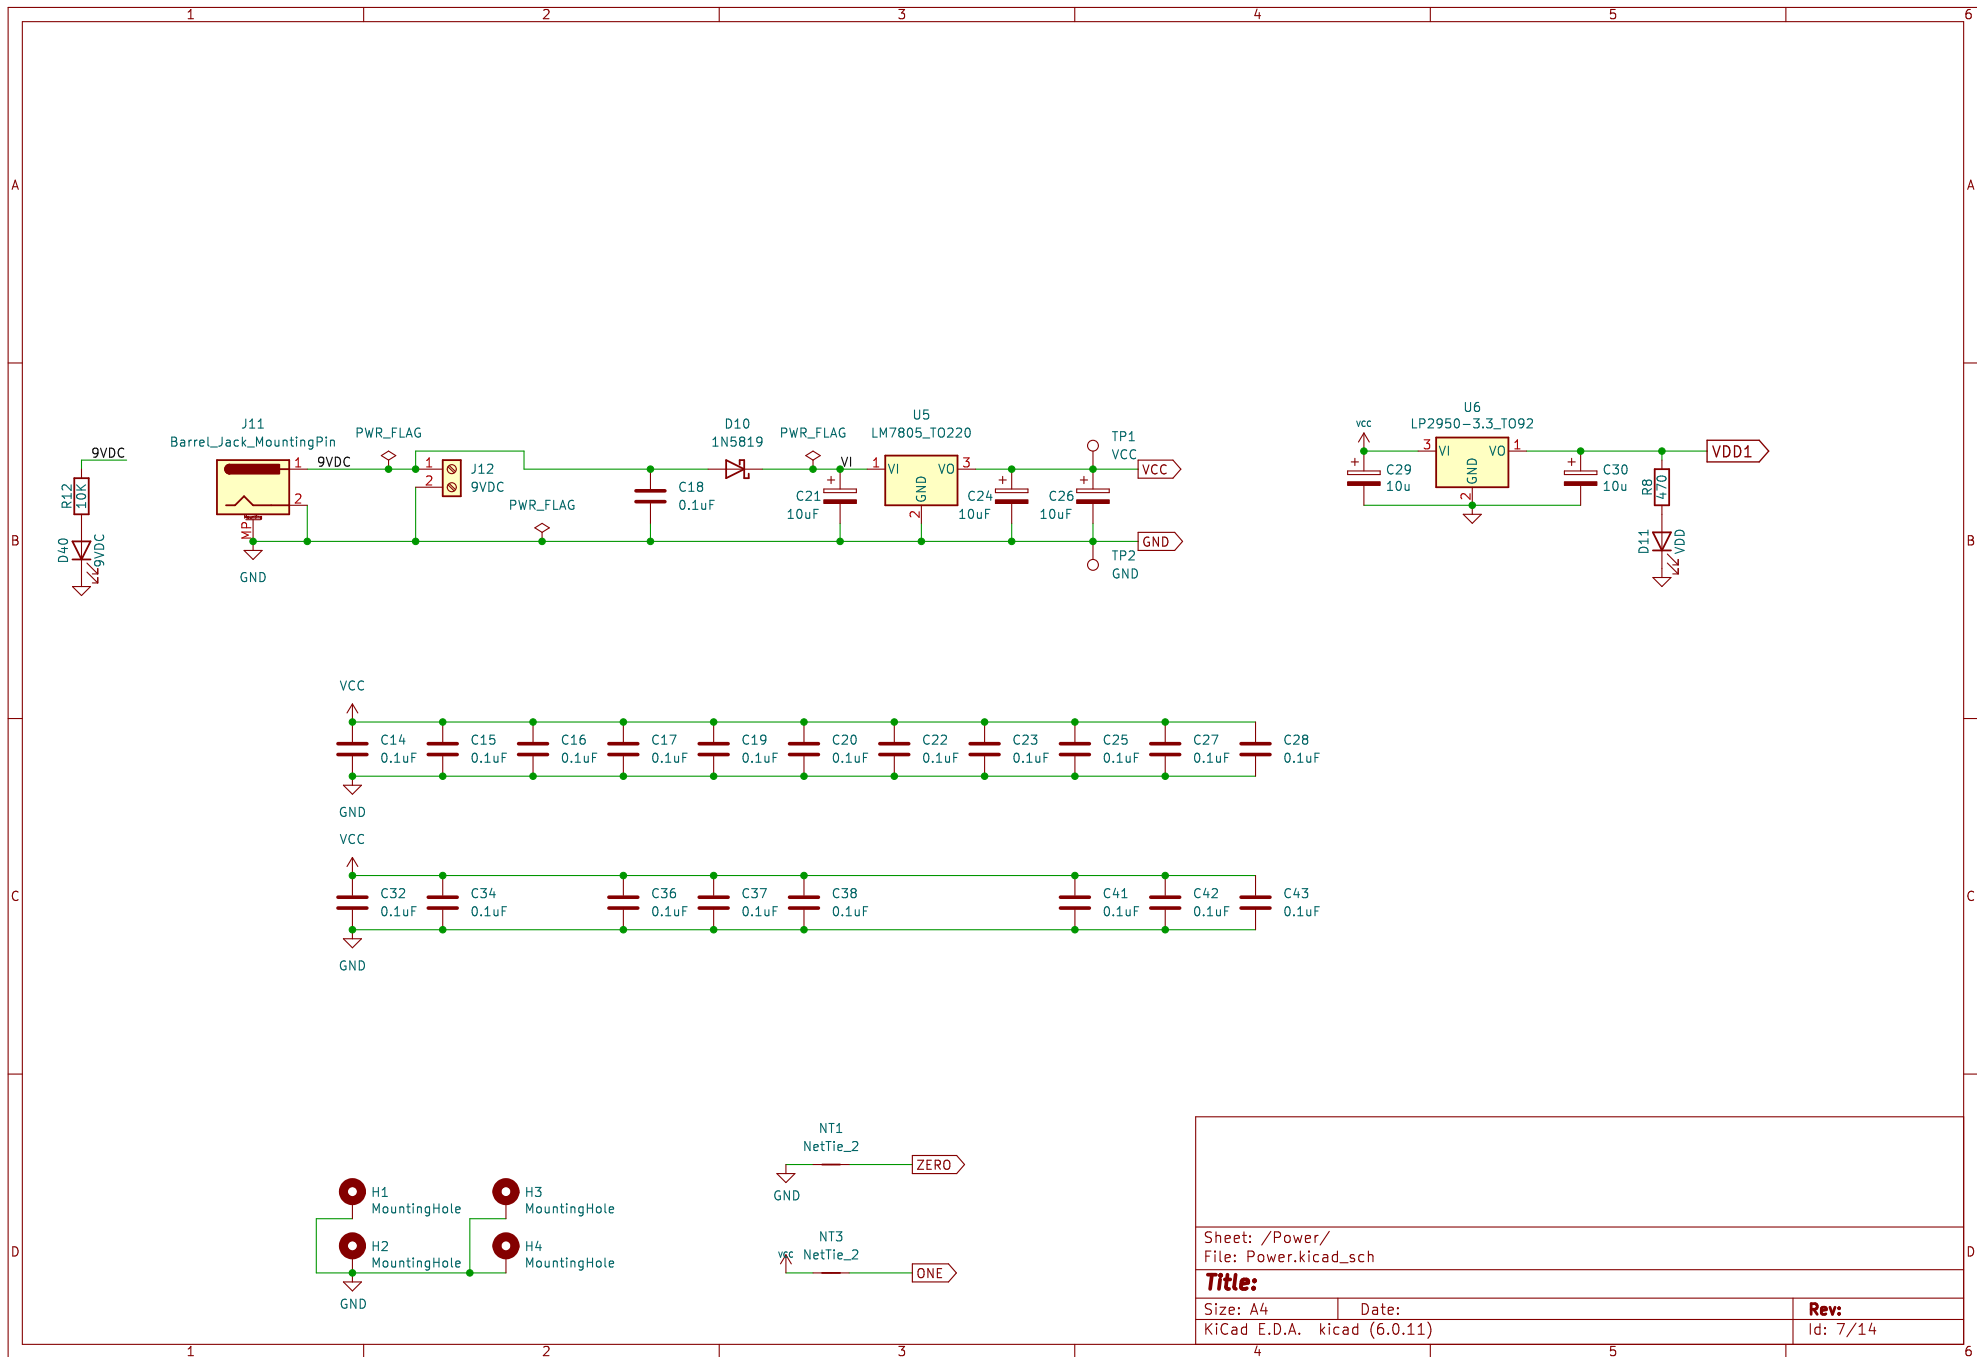 1 2 3 4 5 6
A A
B B
C C
D D
9VDC
R12
10K
D40
9VDC
J11
Barrel_Jack_MountingPin
1
2
MP
GND
9VDC
PWR_FLAG
1
2
J12
9VDC
PWR_FLAG
C18
0.1uF
D10
1N5819
PWR_FLAG
VI
+
C21
10uF
U5
LM7805_TO220
1 VI VO 3
GND
2
+
C24
10uF
+
C26
10uF
TP1
VCC
VCC
GND
TP2
GND
VCC
+
C29
10u
U6
LP2950-3.3_TO92
3 VI VO 1
GND
2
+
C30
10u
R8
470
D11
VDD
VDD1
VCC
C14 C15 C16 C17 C19 C20 C22 C23 C25 C27 C28
0.1uF 0.1uF 0.1uF 0.1uF 0.1uF 0.1uF 0.1uF 0.1uF 0.1uF 0.1uF 0.1uF
GND
VCC
C32 C34 C36 C37 C38 C41 C42 C43
0.1uF 0.1uF 0.1uF 0.1uF 0.1uF 0.1uF 0.1uF 0.1uF
GND
H1
MountingHole
H3
MountingHole
H2
MountingHole
H4
MountingHole
GND
NT1
NetTie_2
ZERO
GND
NT3
NetTie_2
VCC
ONE
Sheet: /Power/
File: Power.kicad_sch
Title:
Size: A4 Date: Rev:
KiCad E.D.A. kicad (6.0.11) Id: 7/14
1 2 3 4 5 6